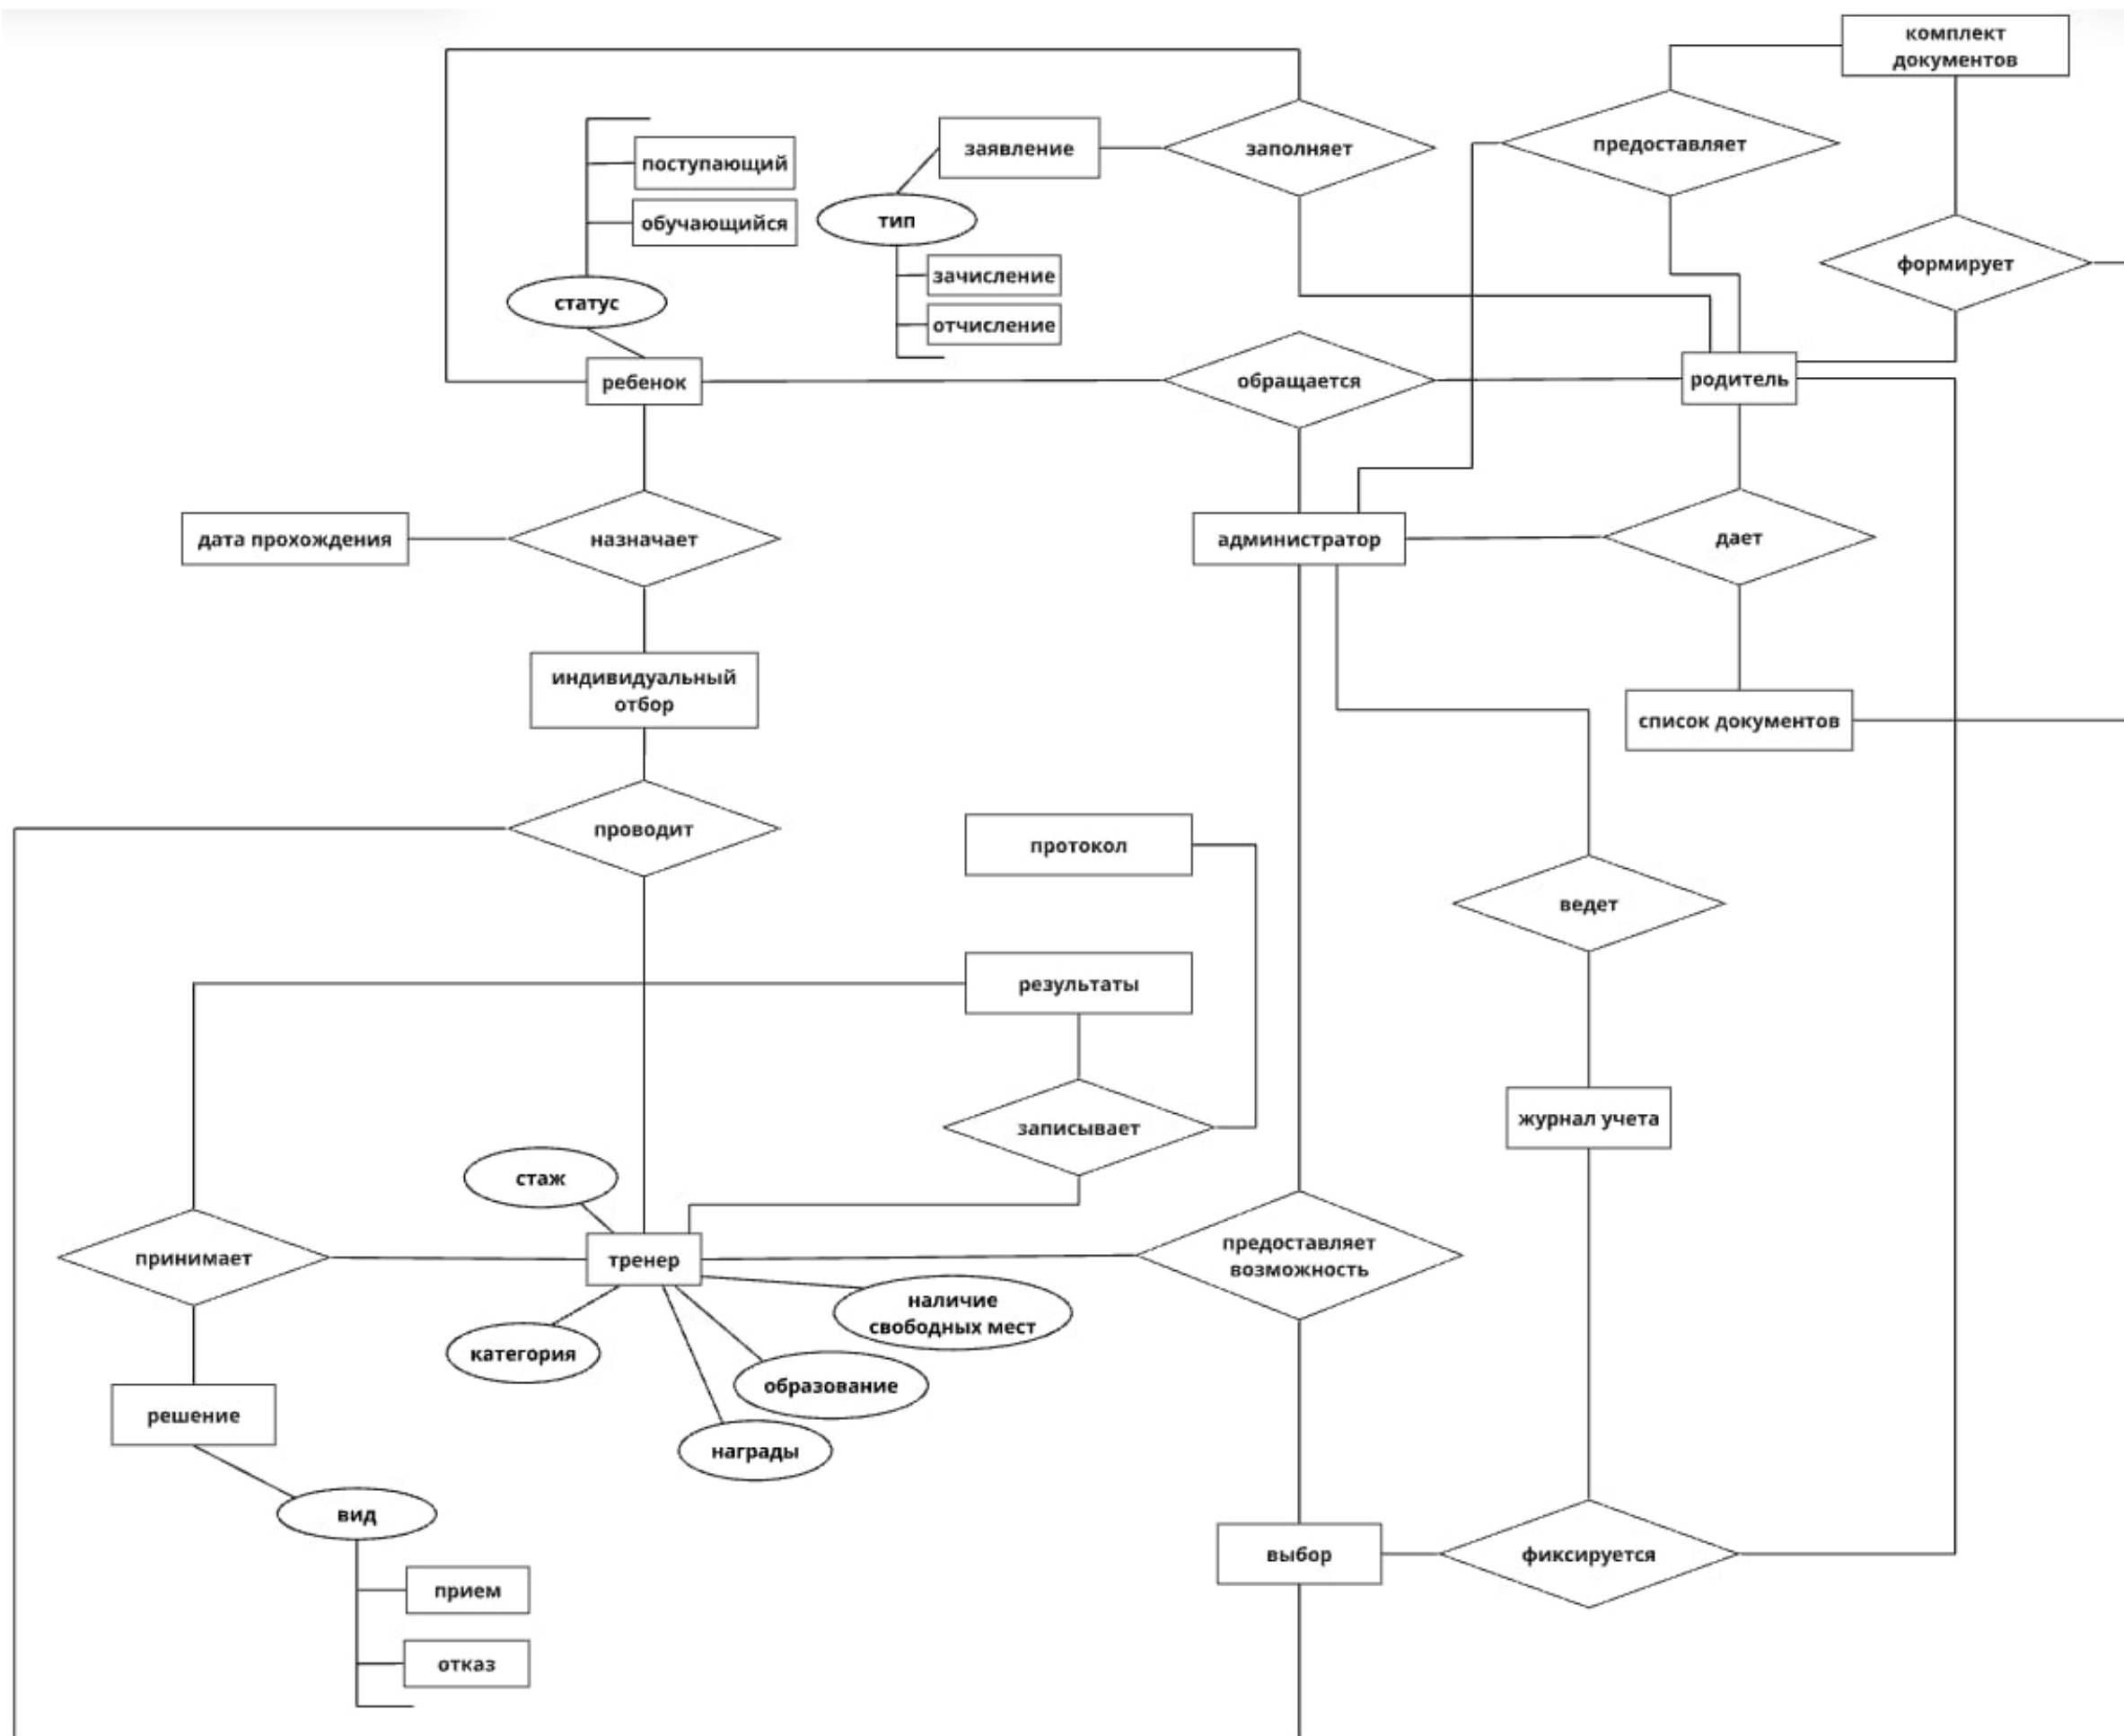 комплект
документов
поступающий
заявление
заполняет
предоставляет
обучающийся
тип
формирует
зачисление
статус
отчисление
ребенок
обращается
родитель
дата прохождения
назначает
администратор
дает
индивидуальный
отбор
список документов
проводит
протокол
ведет
результаты
журнал учета
записывает
стаж
принимает
тренер
предоставляет
возможность
наличие
свободных мест
категория
образование
решение
награды
вид
выбор
фиксируется
прием
отказ